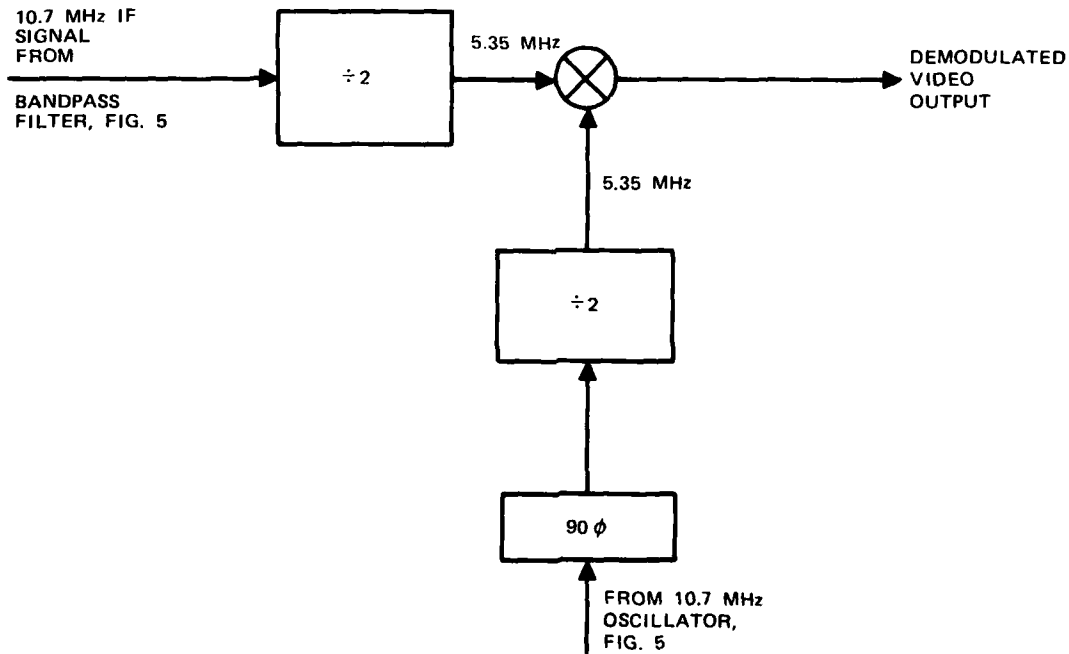 10.7 MHz IF
SIGNAL
FROM
BANDPASS
FILTER, FIG. 5
÷2
5.35 MHz
DEMODULATED
VIDEO
OUTPUT
5.35 MHz
÷2
90 ϕ
FROM 10.7 MHz
OSCILLATOR,
FIG. 5